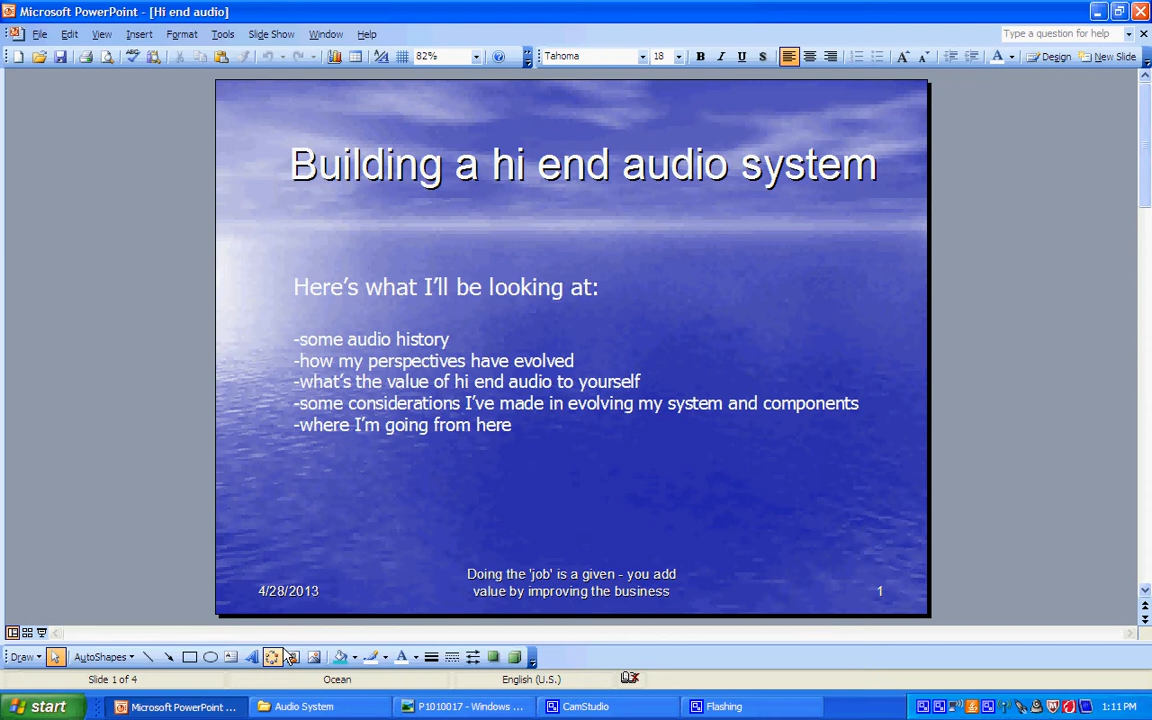 Microsoft PowerPoint - [Hi end audio]
File Edit View Insert Format Tools Slide Show Window Help
Type a question for help
82%
Tahoma 18 B I U S A Design New Slide
Building a hi end audio system
Here's what I'll be looking at:
-some audio history
-how my perspectives have evolved
-what's the value of hi end audio to yourself
-some considerations I've made in evolving my system and components
-where I'm going from here
Doing the 'job' is a given - you add
value by improving the business
4/28/2013
1
Draw AutoShapes
Slide 1 of 4 Ocean English (U.S.)
start Microsoft PowerPoint ... Audio System P1010017 - Windows ... CamStudio Flashing 1:11 PM